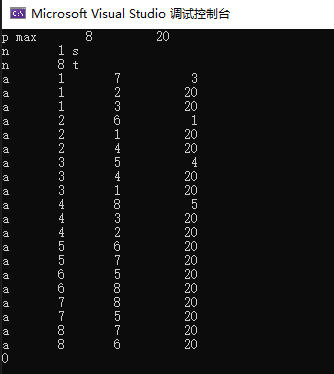 Microsoft Visual Studio 调试控制台
p max 8 20
n 1 s
n 8 t
a 1 7 3
a 1 2 20
a 1 3 20
a 2 6 1
a 2 1 20
a 2 4 20
a 3 5 4
a 3 4 20
a 3 1 20
a 4 8 5
a 4 3 20
a 4 2 20
a 5 6 20
a 5 7 20
a 6 5 20
a 6 8 20
a 7 8 20
a 7 5 20
a 8 7 20
a 8 6 20
0